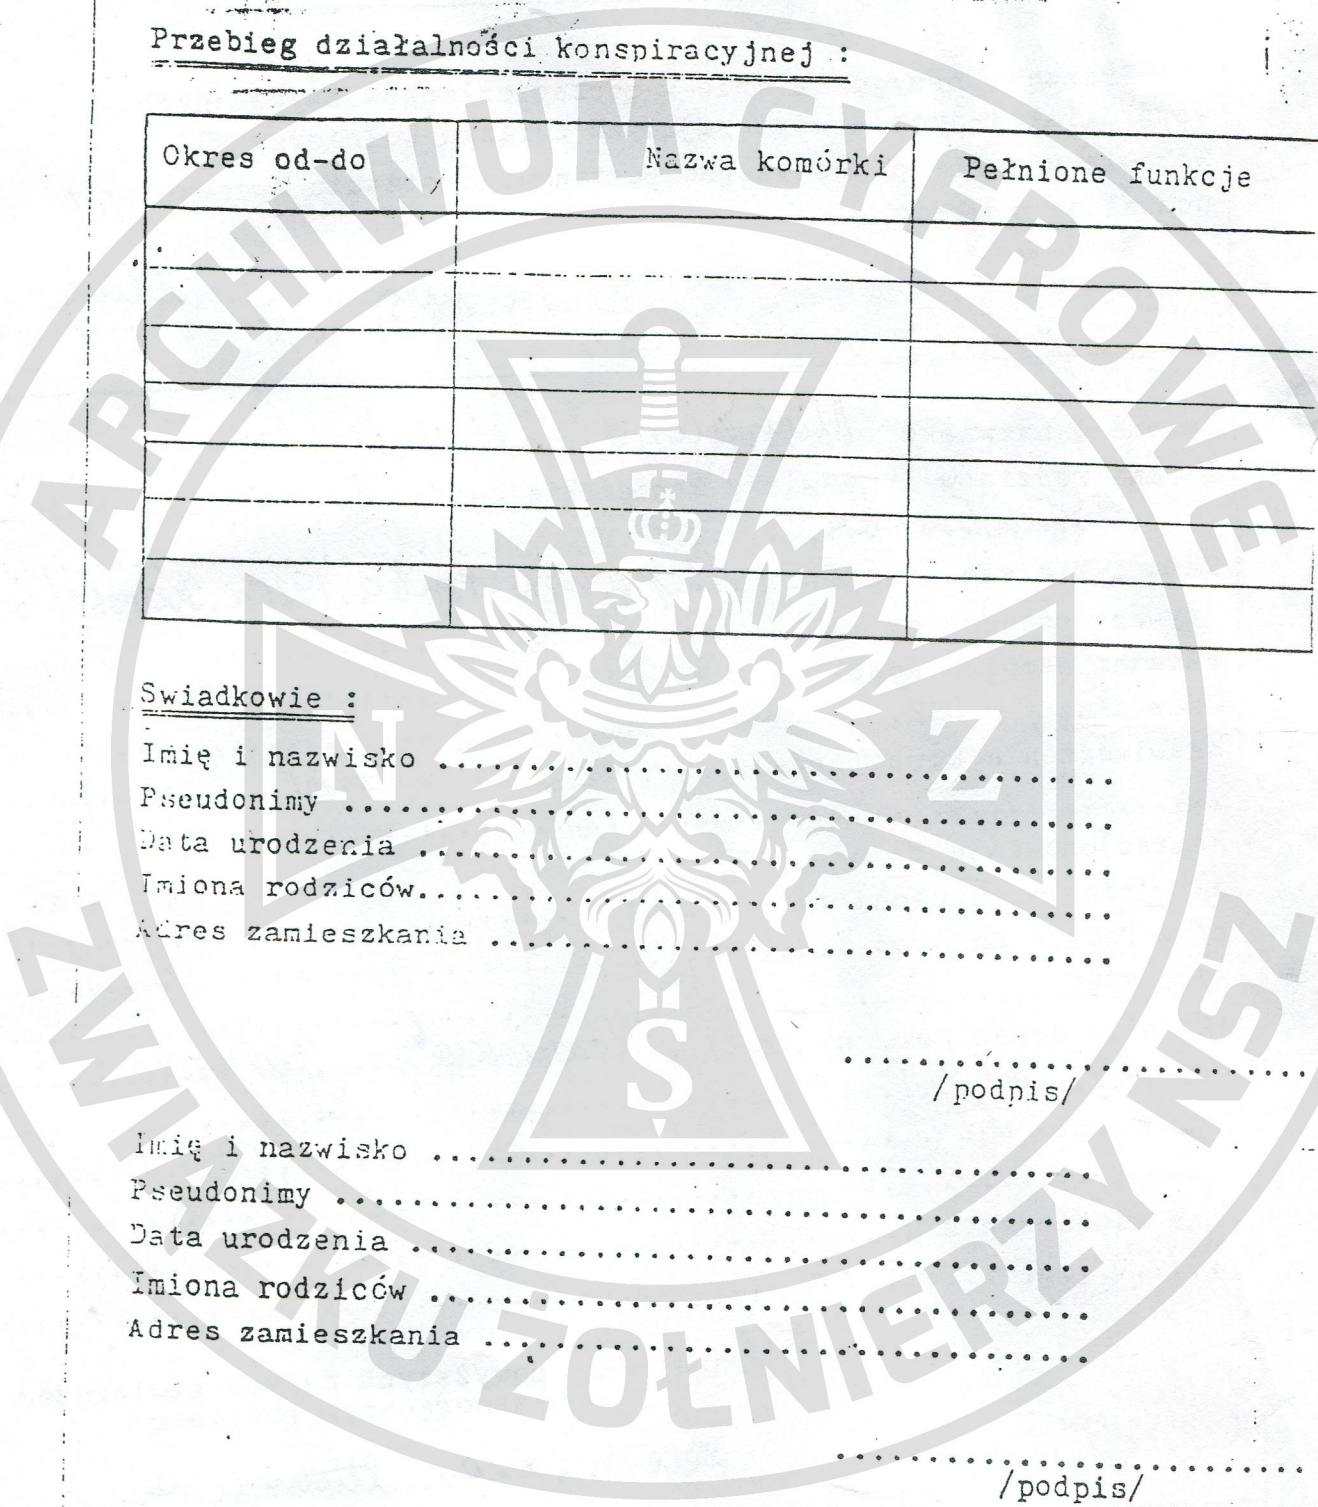 Przebieg działalności konspiracyjnej :
Okres od-do Nazwa komórki Pełnione funkcje
Swiadkowie :
Imię i nazwisko ........................................
Pseudonimy ........................................
Data urodzenia ........................................
Imiona rodziców........................................
Adres zamieszkania ........................................
........................................
/podpis/
Imię i nazwisko ........................................
Pseudonimy ........................................
Data urodzenia ........................................
Imiona rodziców ........................................
Adres zamieszkania ........................................
........................................
/podpis/
ARCHIWUM CYFROWE
ZWIĄZKU ŻOŁNIERZY NSZ
N Z
S